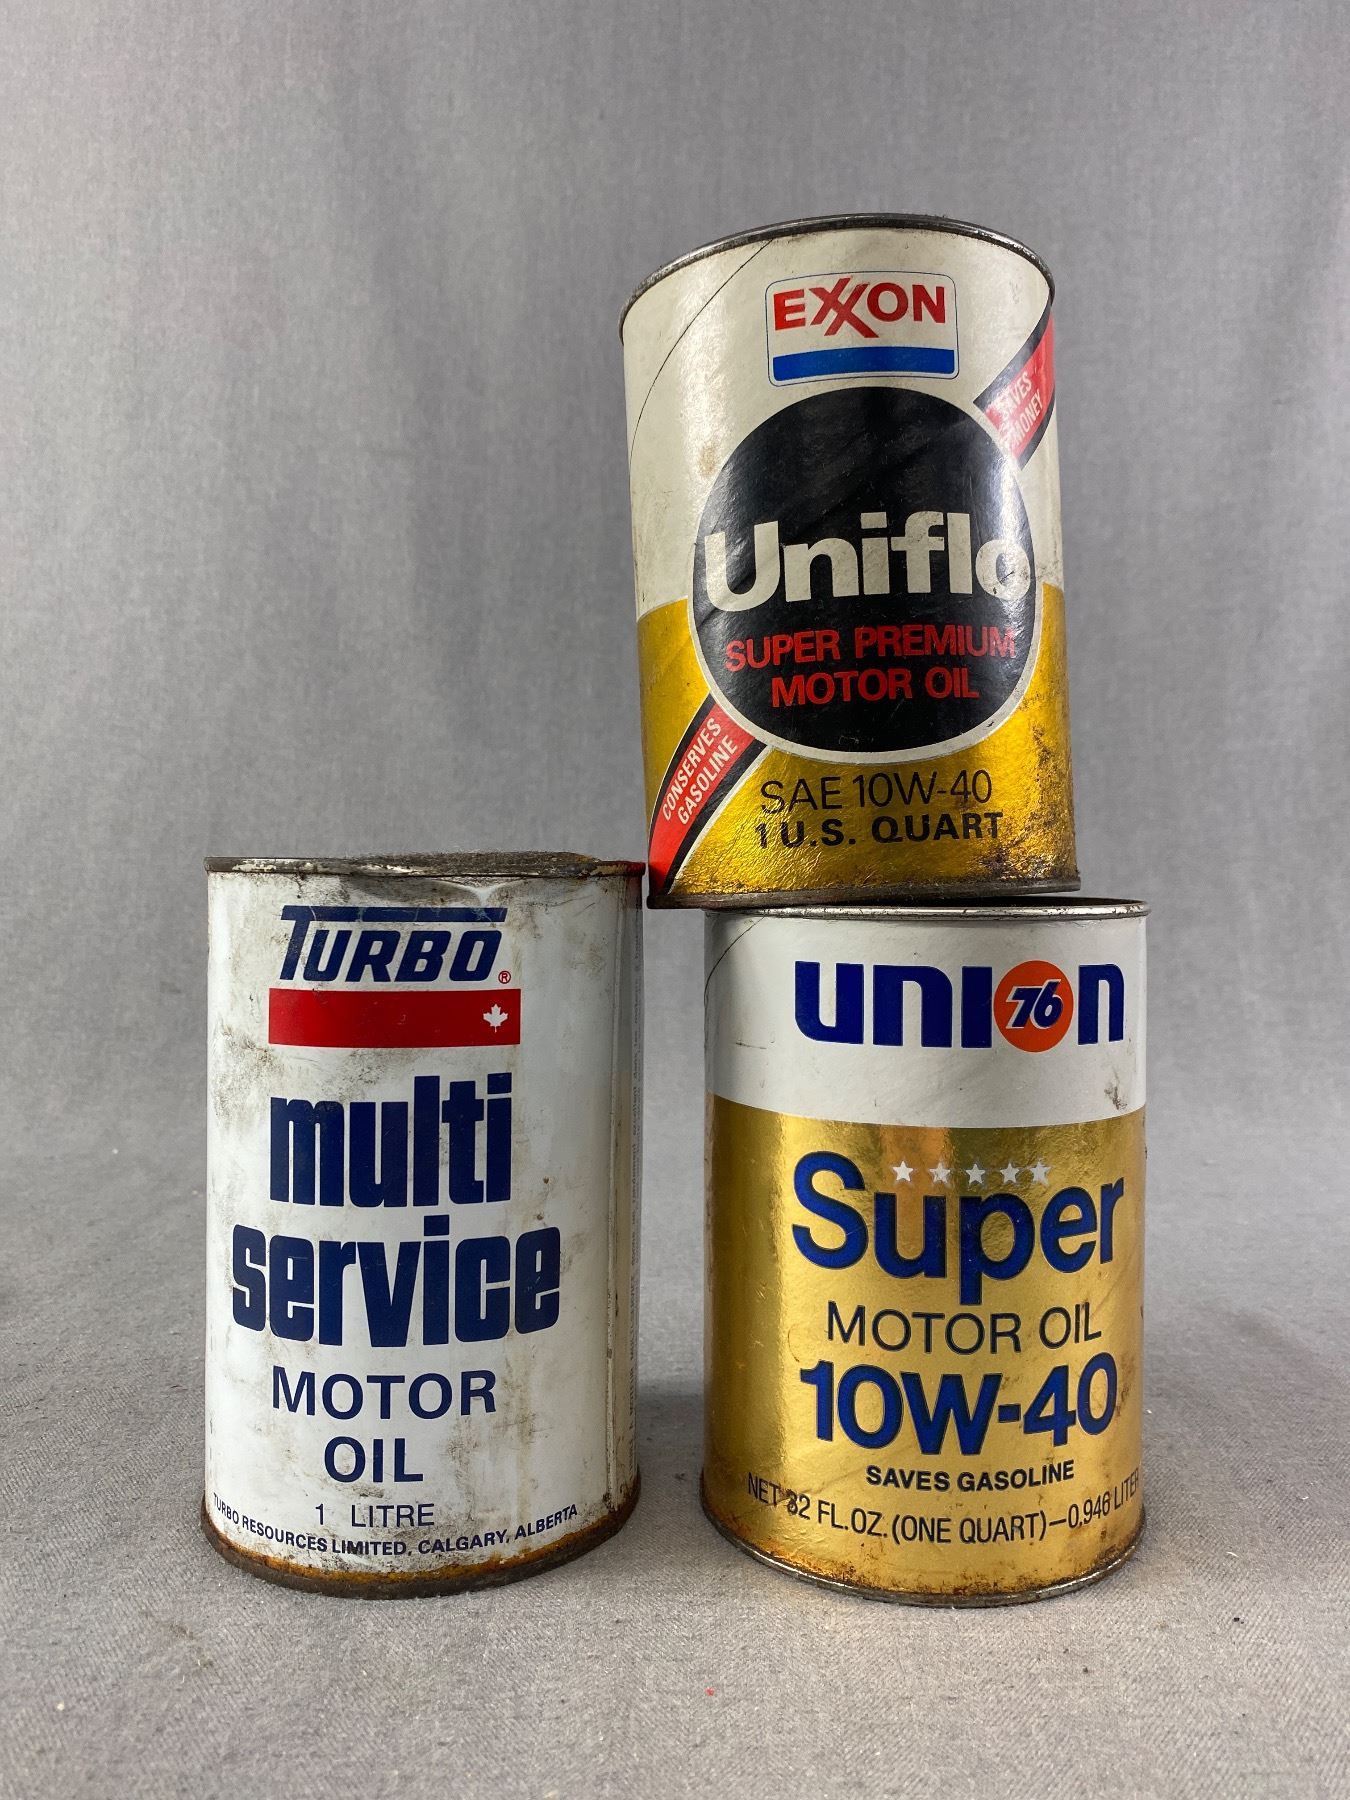 EXXON
SAVES
MONEY
Uniflo
SUPER PREMIUM
MOTOR OIL
CONSERVES
GASOLINE
SAE 10W-40
1 U.S. QUART
TURBO®
multi
service
MOTOR
OIL
1 LITRE
TURBO RESOURCES LIMITED, CALGARY, ALBERTA
UNION
76
Super
MOTOR OIL
10W-40
SAVES GASOLINE
NET 32 FL.OZ. (ONE QUART)—0,946 LITER